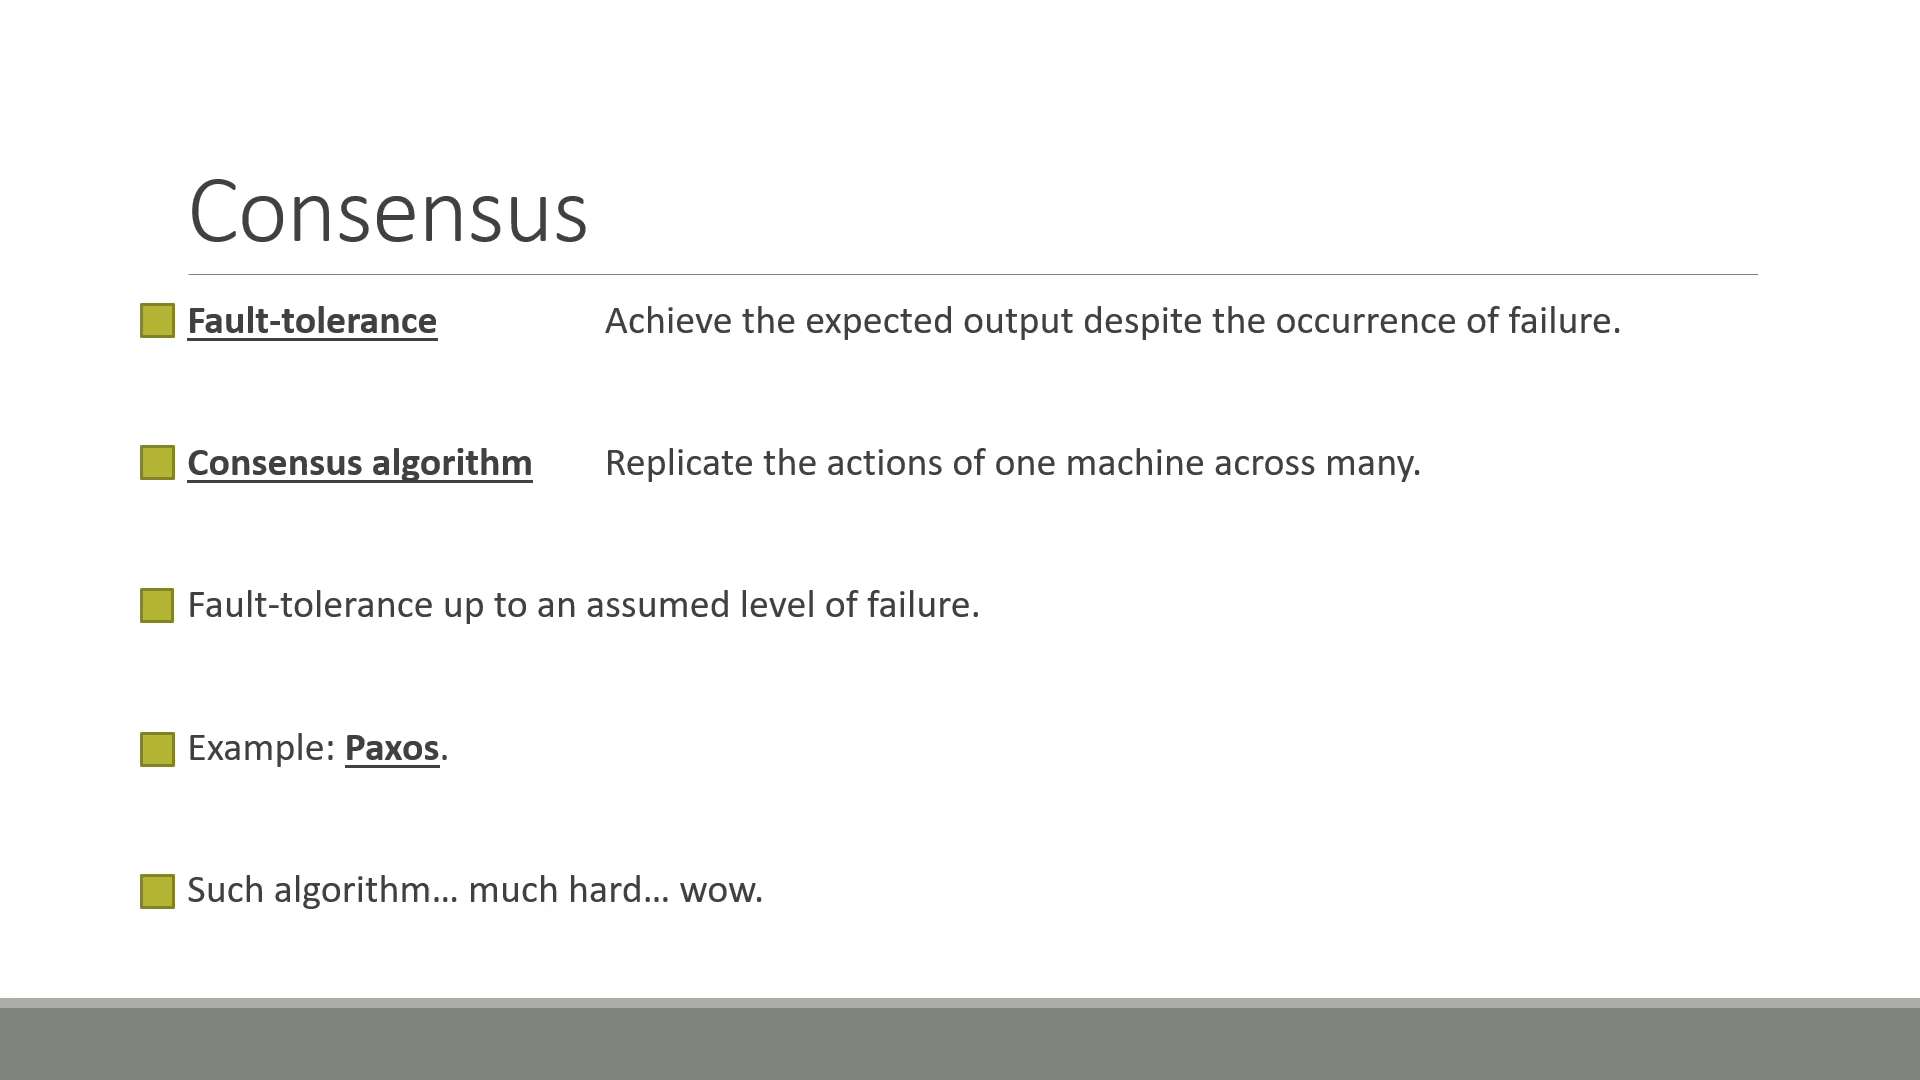 Consensus
Fault-tolerance Achieve the expected output despite the occurrence of failure.
Consensus algorithm Replicate the actions of one machine across many.
Fault-tolerance up to an assumed level of failure.
Example: Paxos.
Such algorithm… much hard… wow.